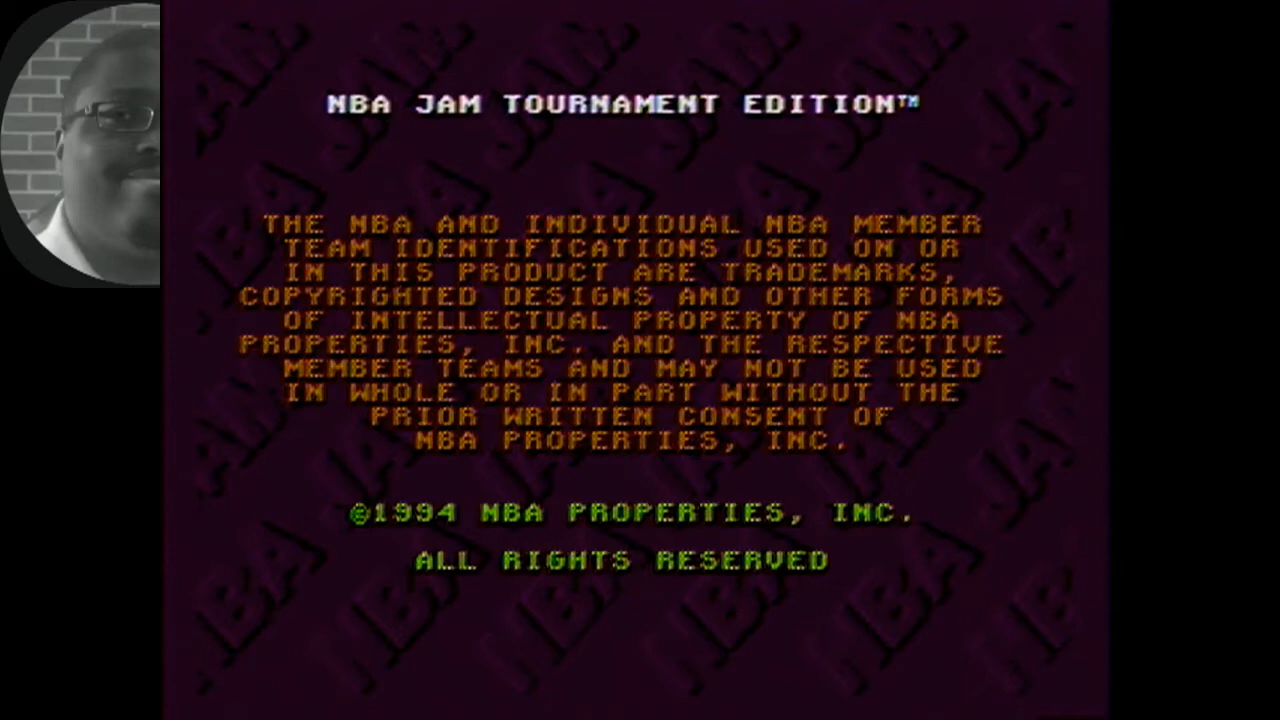 NBA JAM TOURNAMENT EDITION™
THE NBA AND INDIVIDUAL NBA MEMBER
TEAM IDENTIFICATIONS USED ON OR
IN THIS PRODUCT ARE TRADEMARKS,
COPYRIGHTED DESIGNS AND OTHER FORMS
OF INTELLECTUAL PROPERTY OF NBA
PROPERTIES, INC. AND THE RESPECTIVE
MEMBER TEAMS AND MAY NOT BE USED
IN WHOLE OR IN PART WITHOUT THE
PRIOR WRITTEN CONSENT OF
NBA PROPERTIES, INC.
©1994 NBA PROPERTIES, INC.
ALL RIGHTS RESERVED